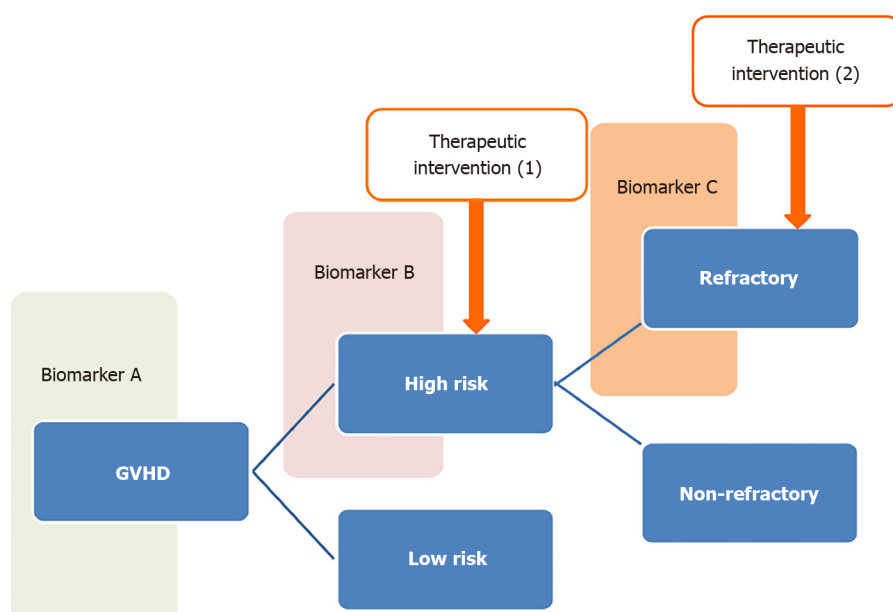 Therapeutic
intervention (2)
Therapeutic
intervention (1)
Biomarker C
Biomarker B
Refractory
Biomarker A
High risk
GVHD
Non-refractory
Low risk